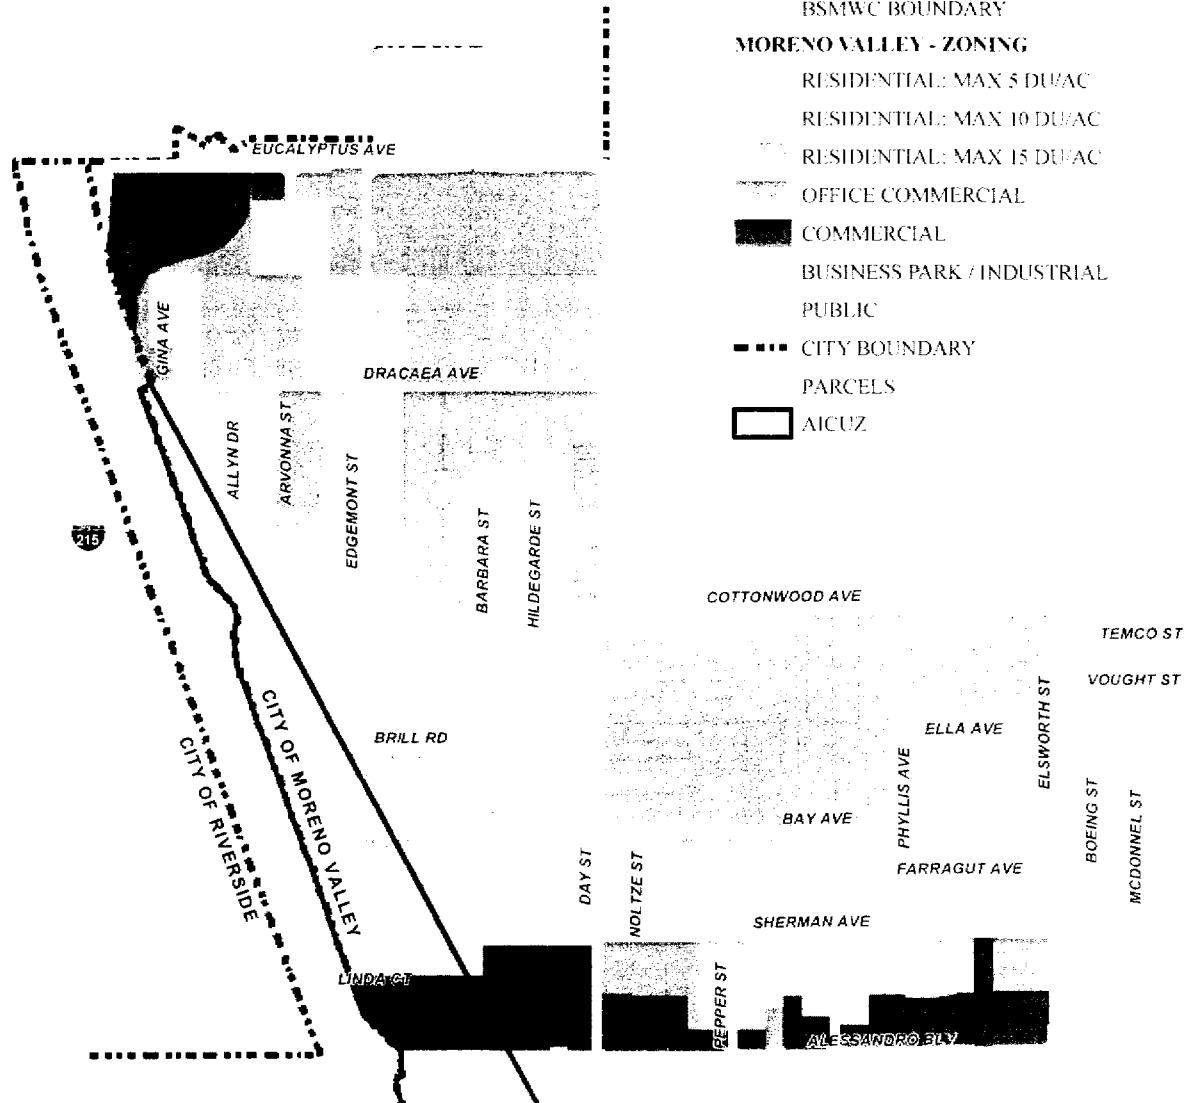 BSMWC BOUNDARY
MORENO VALLEY - ZONING
RESIDENTIAL: MAX 5 DU/AC
RESIDENTIAL: MAX 10 DU/AC
RESIDENTIAL: MAX 15 DU/AC
OFFICE COMMERCIAL
COMMERCIAL
BUSINESS PARK / INDUSTRIAL
PUBLIC
CITY BOUNDARY
PARCELS
AICUZ
EUCALYPTUS AVE
GINA AVE
DRACAEA AVE
ALLYN DR
ARVONNA ST
EDGEMONT ST
BARBARA ST
HILDEGARDE ST
215
COTTONWOOD AVE
TEMCO ST
VOUGHT ST
ELSWORTH ST
ELLA AVE
PHYLLIS AVE
BRILL RD
CITY OF MORENO VALLEY
CITY OF RIVERSIDE
BAY AVE
BOEING ST
MCDONNEL ST
DAY ST
NOLTZE ST
FARRAGUT AVE
SHERMAN AVE
LINDA CT
PEPPER ST
ALESSANDRO BLV